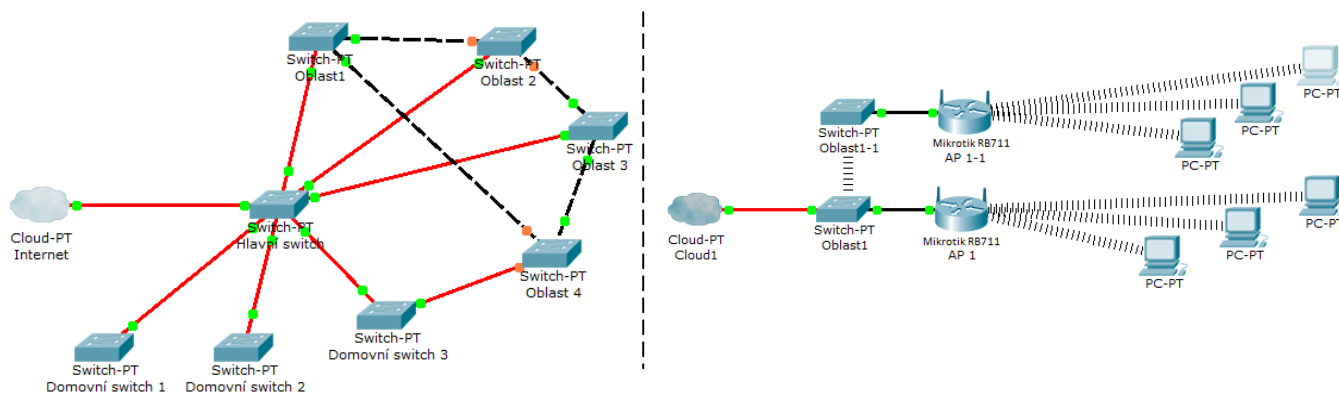 Switch-PT
Oblast1
Switch-PT
Oblast 2
Switch-PT
Oblast 3
Cloud-PT
Internet
Switch-PT
Hlavní switch
Switch-PT
Oblast 4
Switch-PT
Domovní switch 3
Switch-PT
Domovní switch 1
Switch-PT
Domovní switch 2
PC-PT
PC-PT
PC-PT
Switch-PT
Oblast1-1
Mikrotik RB711
AP 1-1
Cloud-PT
Cloud1
Switch-PT
Oblast1
Mikrotik RB711
AP 1
PC-PT
PC-PT
PC-PT